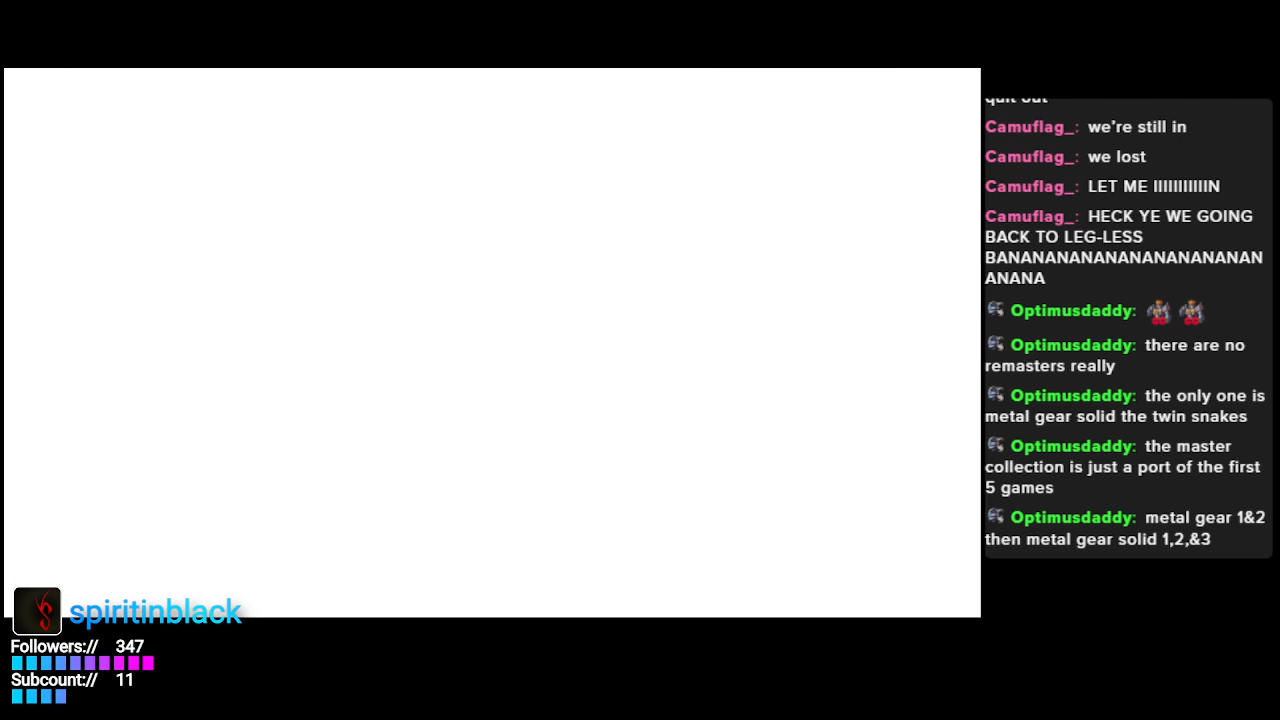 quit out
Camuflag_: we're still in
Camuflag_: we lost
Camuflag_: LET ME IIIIIIIIIIIN
Camuflag_: HECK YE WE GOING
BACK TO LEG-LESS
BANANANANANANANANANANAN
ANANA
Optimusdaddy:
Optimusdaddy: there are no
remasters really
Optimusdaddy: the only one is
metal gear solid the twin snakes
Optimusdaddy: the master
collection is just a port of the first
5 games
Optimusdaddy: metal gear 1&2
then metal gear solid 1,2,&3
spiritinblack
Followers:// 347
Subcount:// 11